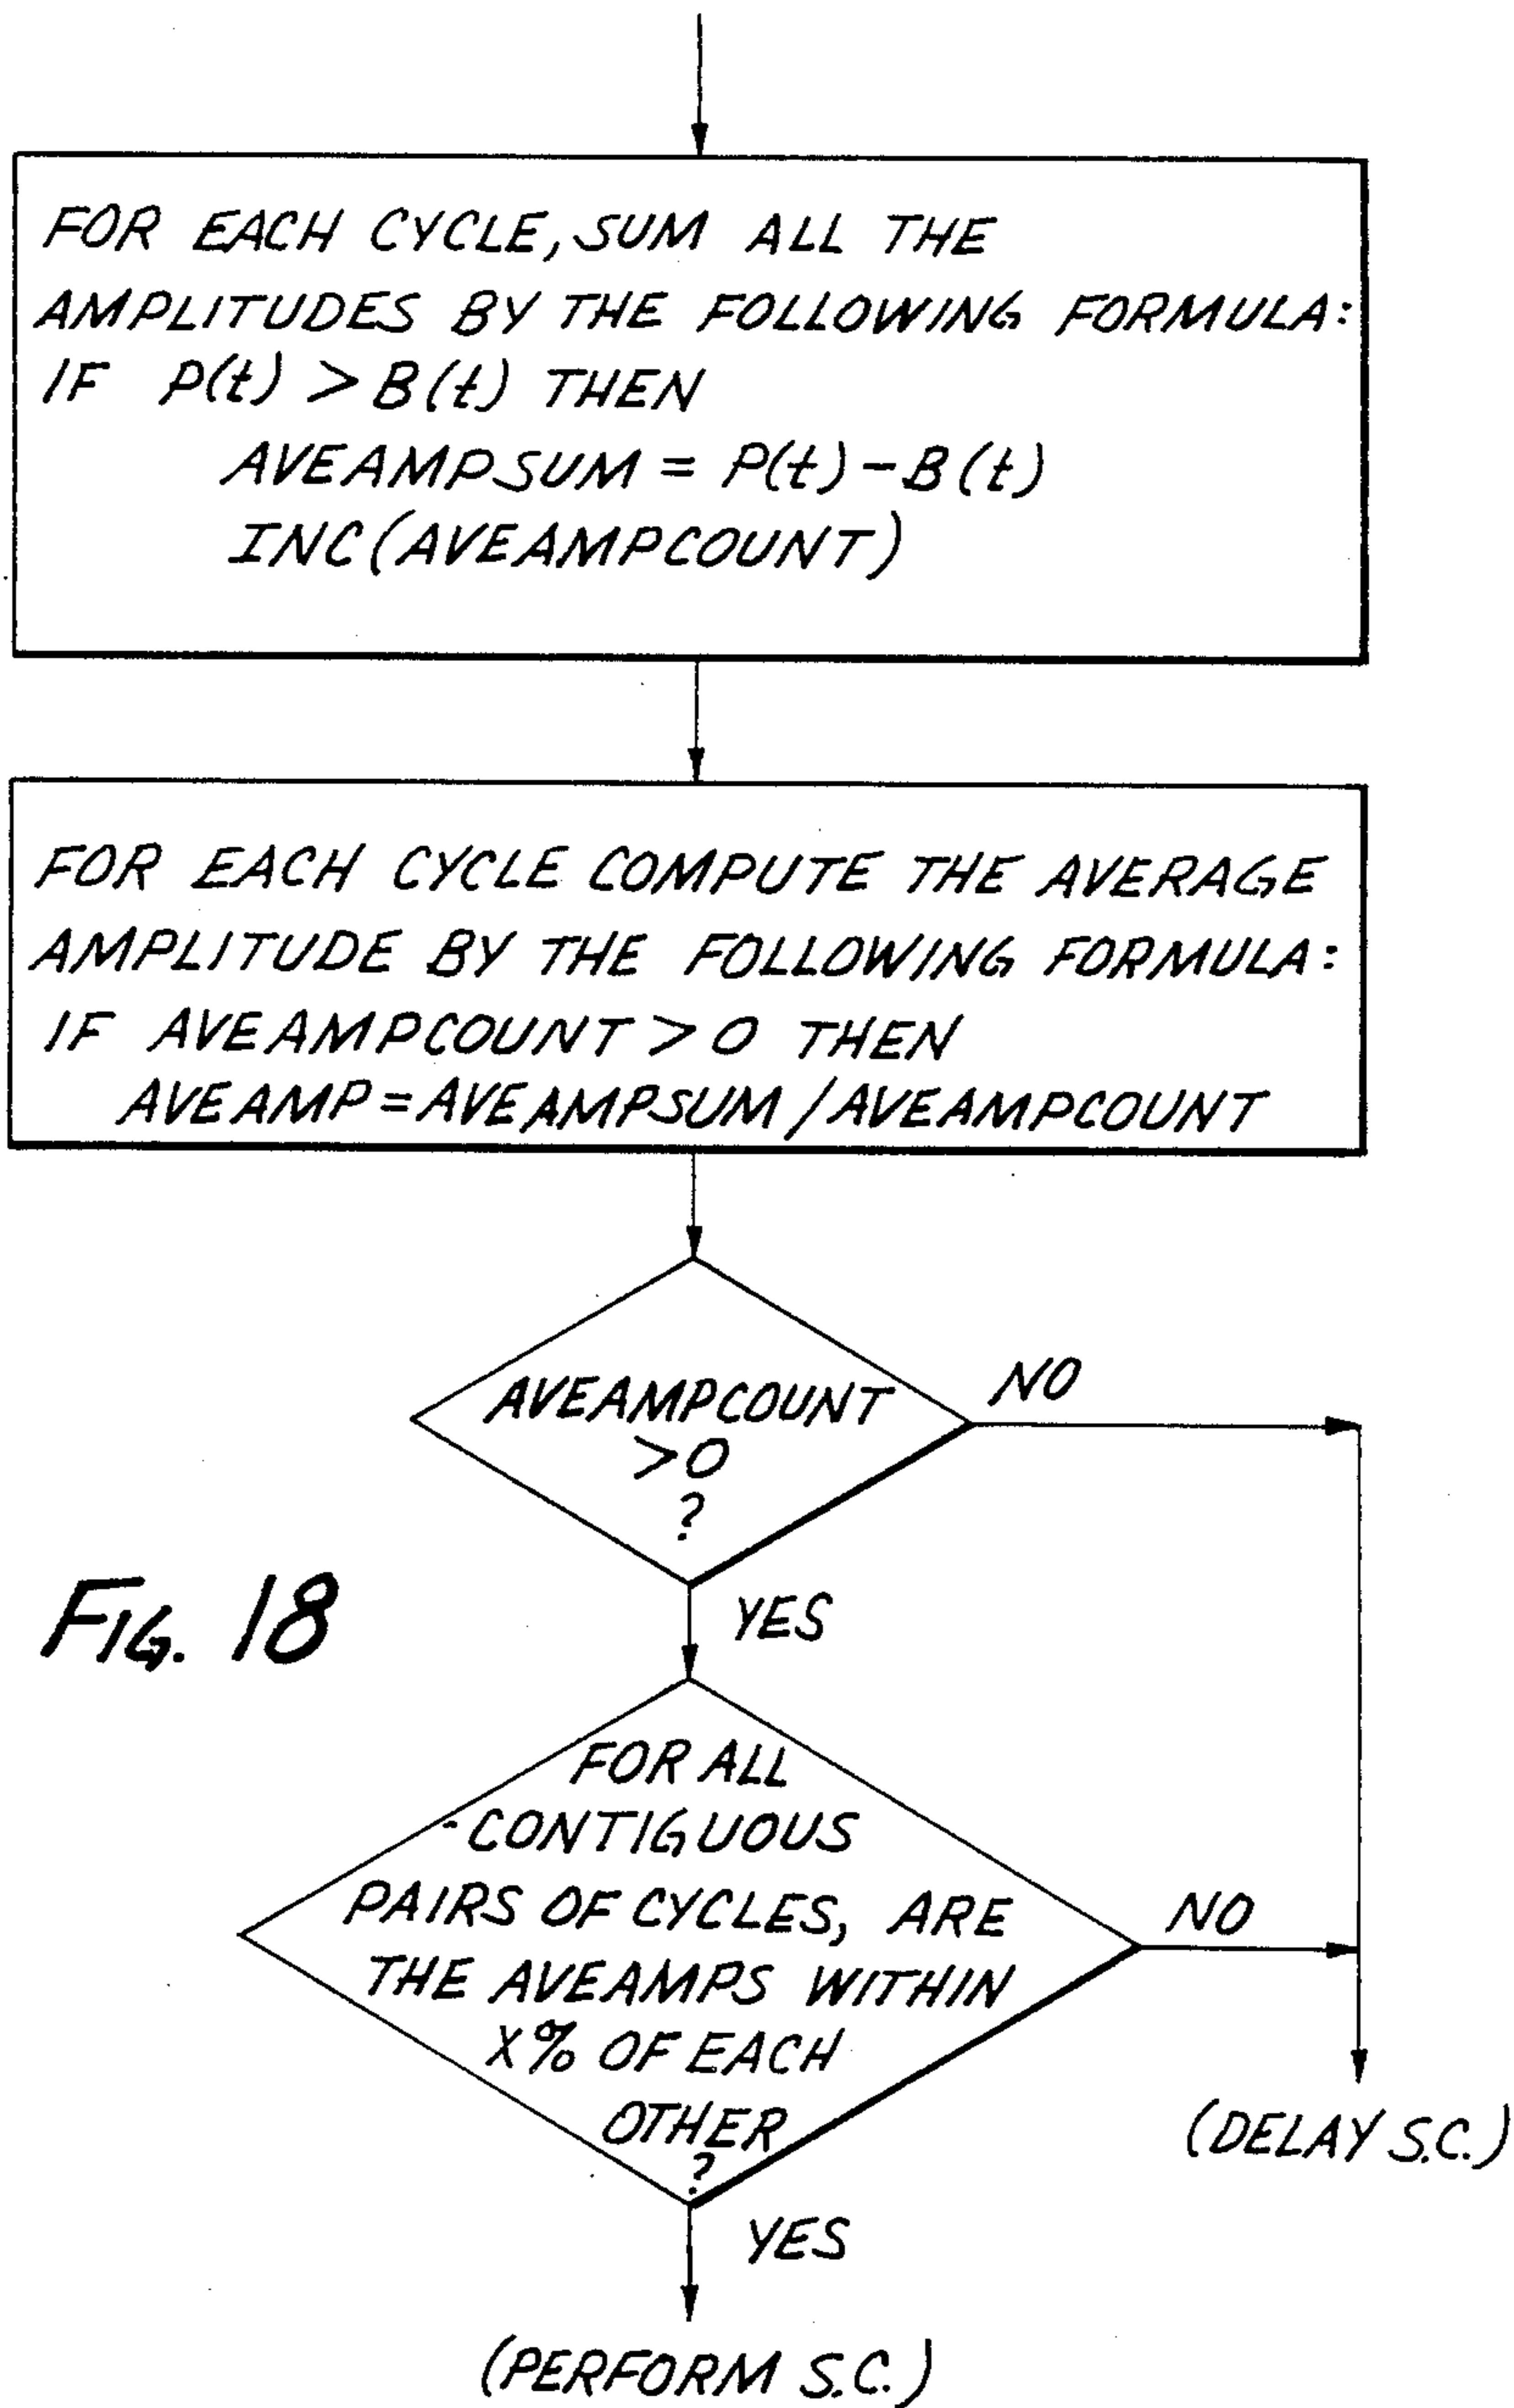 FOR EACH CYCLE, SUM ALL THE
AMPLITUDES BY THE FOLLOWING FORMULA:
IF P(t) > B(t) THEN
AVEAMPSUM = P(t) - B(t)
INC(AVEAMPCOUNT)
FOR EACH CYCLE COMPUTE THE AVERAGE
AMPLITUDE BY THE FOLLOWING FORMULA:
IF AVEAMPCOUNT > 0 THEN
AVEAMP = AVEAMPSUM / AVEAMPCOUNT
AVEAMPCOUNT
>0
?
NO
YES
FIG. 18
FOR ALL
CONTIGUOUS
PAIRS OF CYCLES, ARE
THE AVEAMPS WITHIN
X% OF EACH
OTHER
?
NO
(DELAY S.C.)
YES
(PERFORM S.C.)